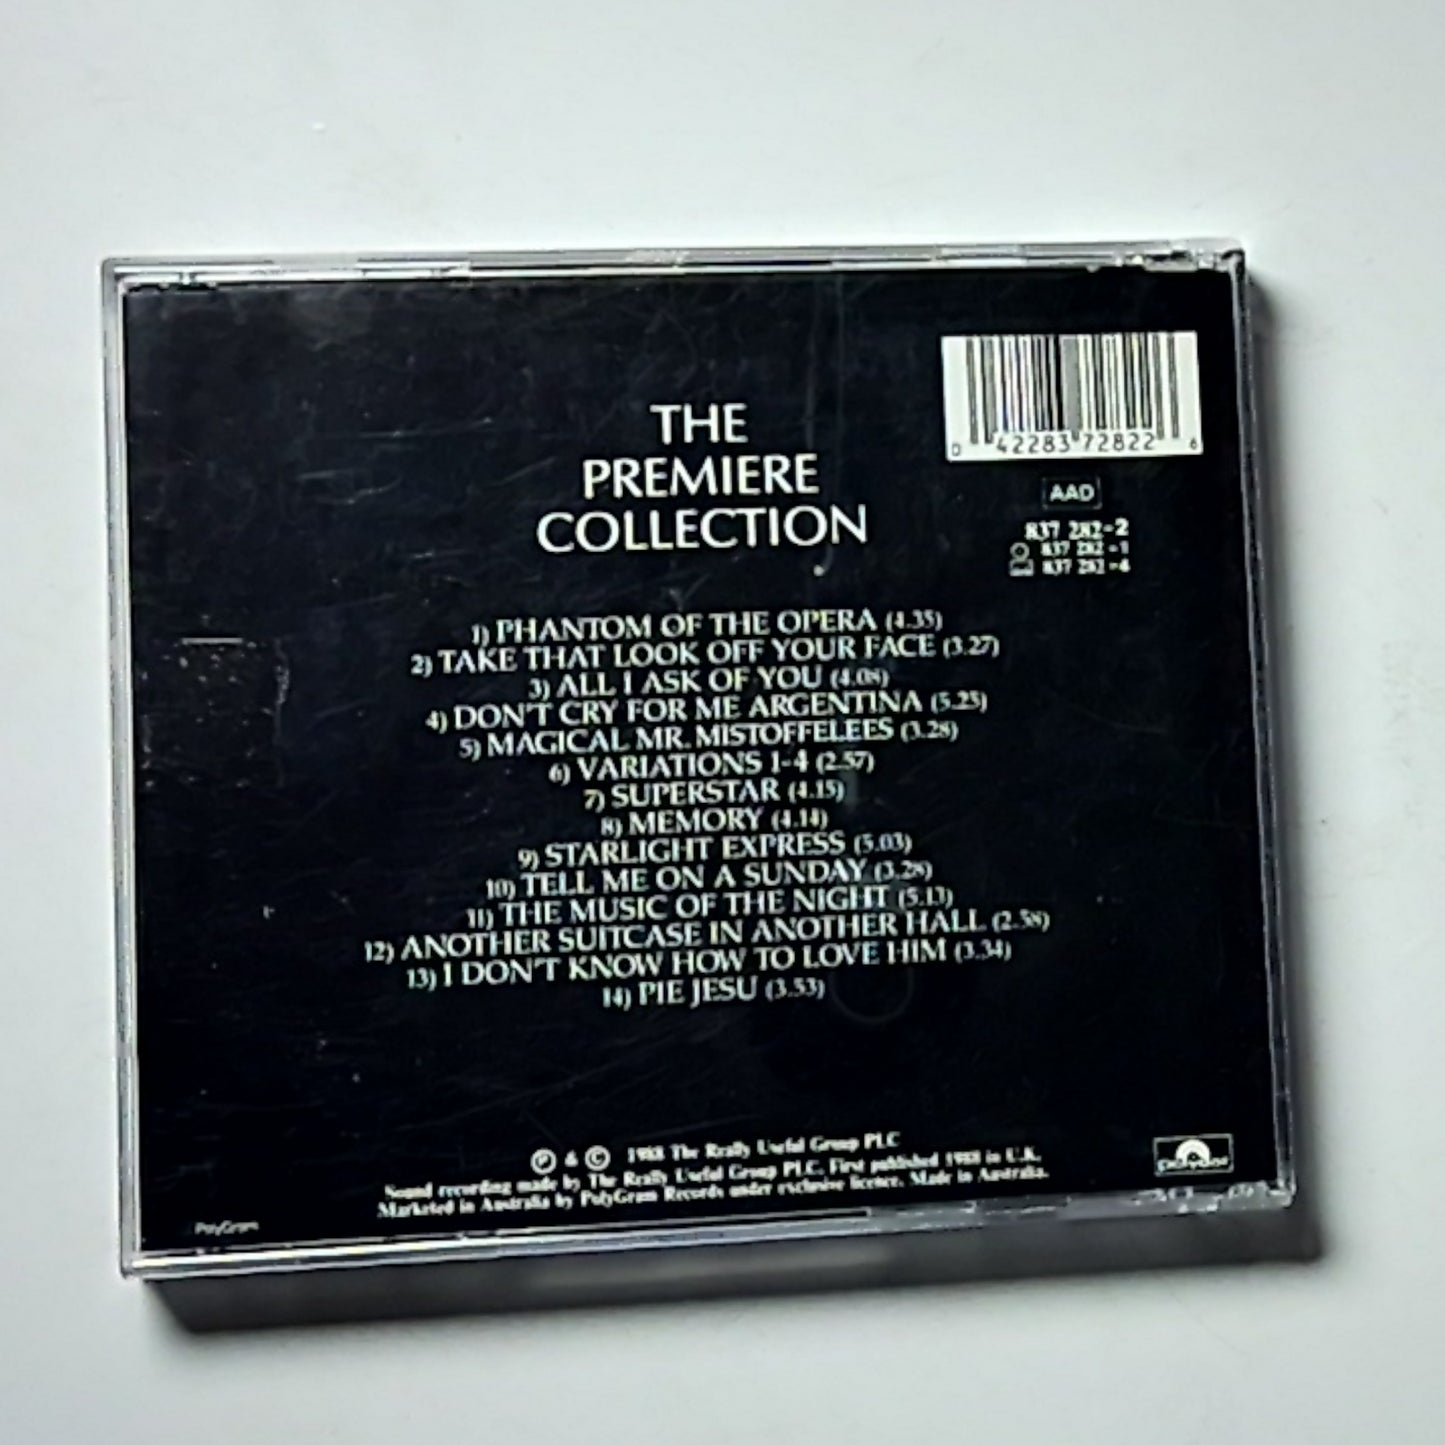 THE
PREMIERE
COLLECTION
0 42283 72822 6
AAD
837 282-2
837 282-1
837 282-4
1) PHANTOM OF THE OPERA (4.35)
2) TAKE THAT LOOK OFF YOUR FACE (3.27)
3) ALL I ASK OF YOU (4.08)
4) DON'T CRY FOR ME ARGENTINA (5.25)
5) MAGICAL MR. MISTOFFELEES (3.28)
6) VARIATIONS 1-4 (2.57)
7) SUPERSTAR (4.15)
8) MEMORY (4.14)
9) STARLIGHT EXPRESS (5.03)
10) TELL ME ON A SUNDAY (3.28)
11) THE MUSIC OF THE NIGHT (5.13)
12) ANOTHER SUITCASE IN ANOTHER HALL (2.58)
13) I DON'T KNOW HOW TO LOVE HIM (3.34)
14) PIE JESU (3.53)
℗ & © 1988 The Really Useful Group PLC
Sound recording made by The Really Useful Group PLC. First published 1988 in U.K.
Marketed in Australia by PolyGram Records under exclusive licence. Made in Australia.
PolyGram
polydor